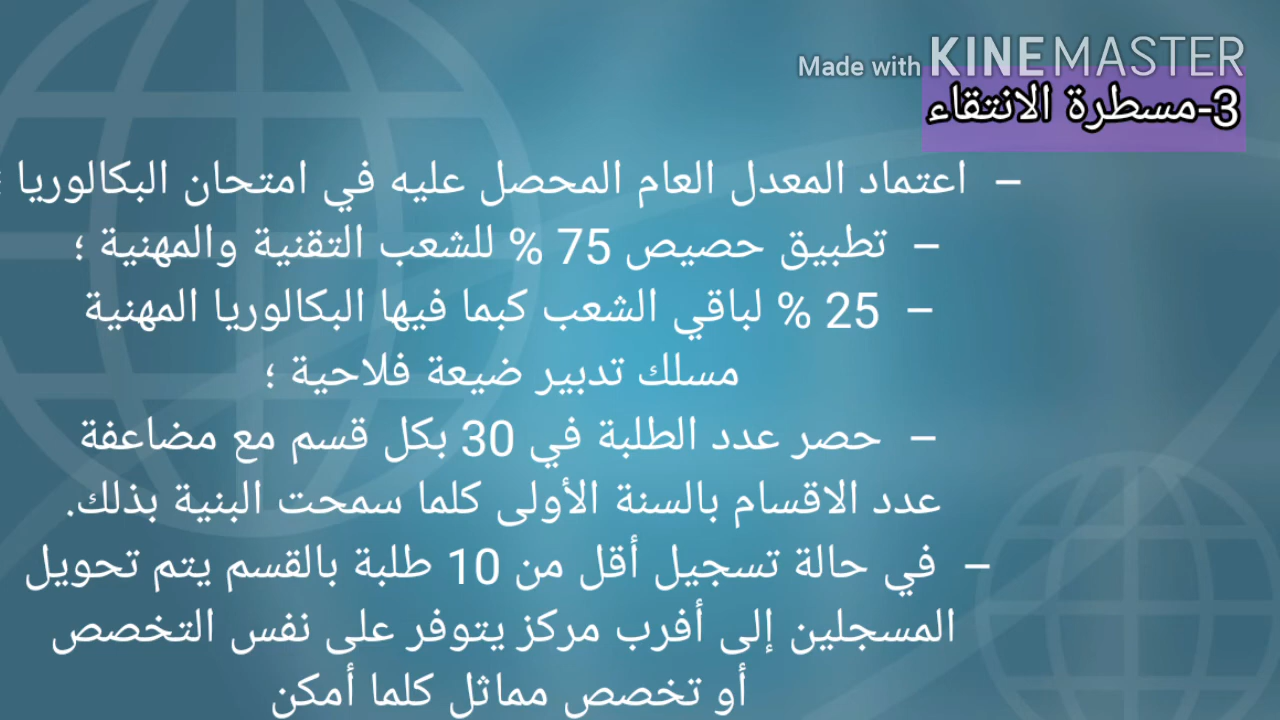 Made with KINEMASTER
3-مسطرة الانتقاء
– اعتماد المعدل العام المحصل عليه في امتحان البكالوريا ؛
– تطبيق حصيص 75 % للشعب التقنية والمهنية ؛
– 25 % لباقي الشعب كبما فيها البكالوريا المهنية
مسلك تدبير ضيعة فلاحية ؛
– حصر عدد الطلبة في 30 بكل قسم مع مضاعفة
عدد الاقسام بالسنة الأولى كلما سمحت البنية بذلك.
– في حالة تسجيل أقل من 10 طلبة بالقسم يتم تحويل
المسجلين إلى أفرب مركز يتوفر على نفس التخصص
أو تخصص مماثل كلما أمكن